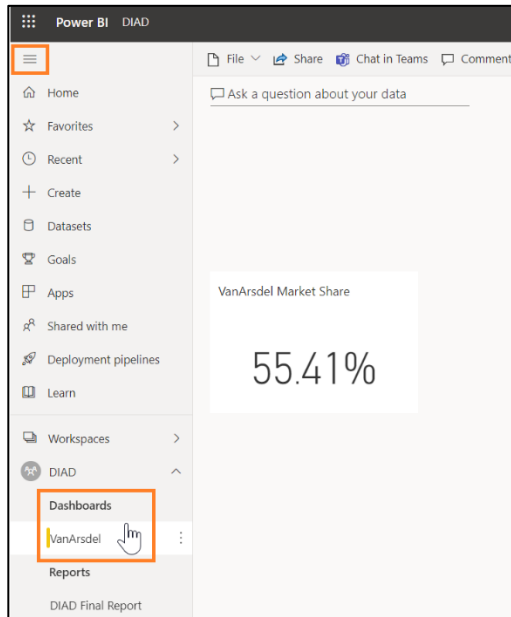 Power BI DIAD
File Share Chat in Teams Comment
Home
Ask a question about your data
Favorites
Recent
Create
Datasets
Goals
Apps
VanArsdel Market Share
Shared with me
Deployment pipelines
55.41%
Learn
Workspaces
DIAD
Dashboards
VanArsdel
Reports
DIAD Final Report